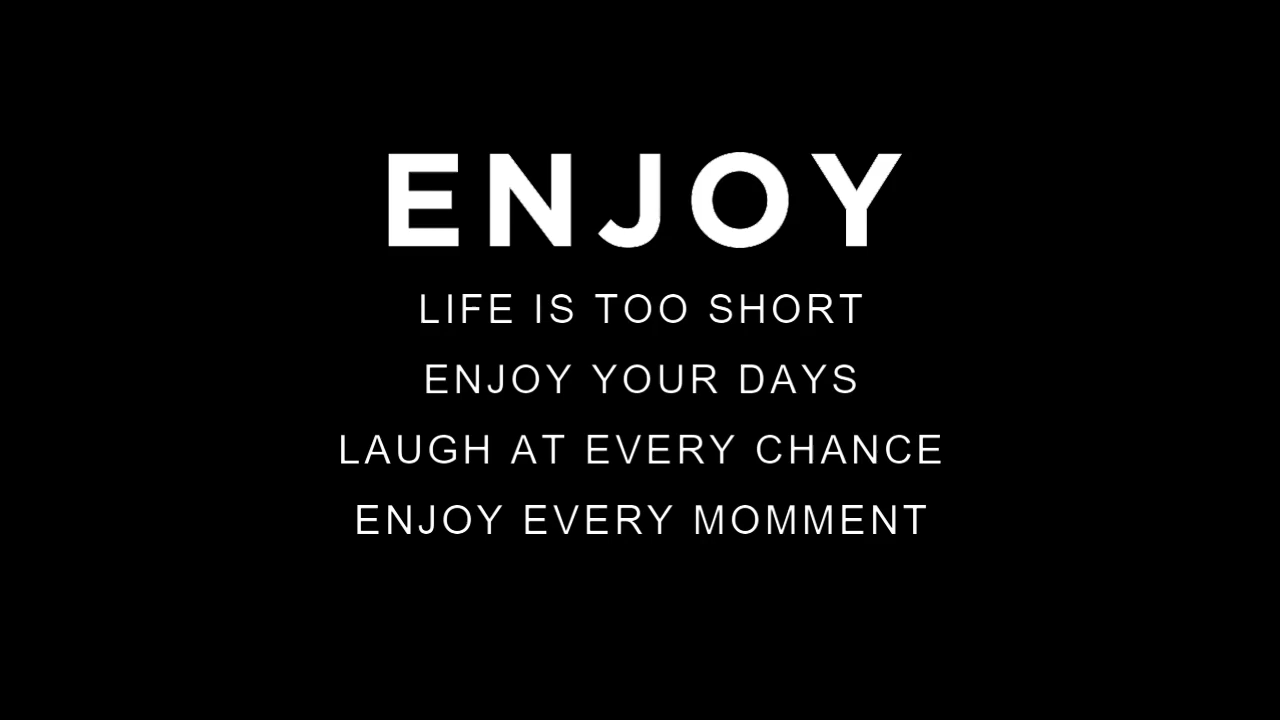 ENJOY
LIFE IS TOO SHORT
ENJOY YOUR DAYS
LAUGH AT EVERY CHANCE
ENJOY EVERY MOMMENT